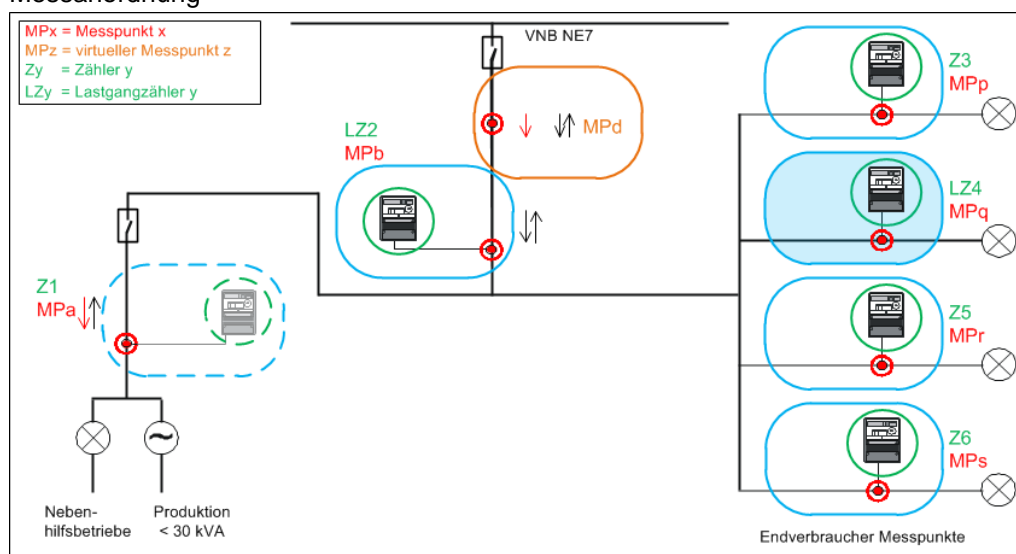 Messanordnung
MPx = Messpunkt x
MPz = virtueller Messpunkt z
Zy = Zähler y
LZy = Lastgangzähler y
VNB NE7
MPd
LZ2
MPb
Z1
MPa
Z3
MPp
LZ4
MPq
Z5
MPr
Z6
MPs
Neben-
hilfsbetriebe
Produktion
< 30 kVA
Endverbraucher Messpunkte